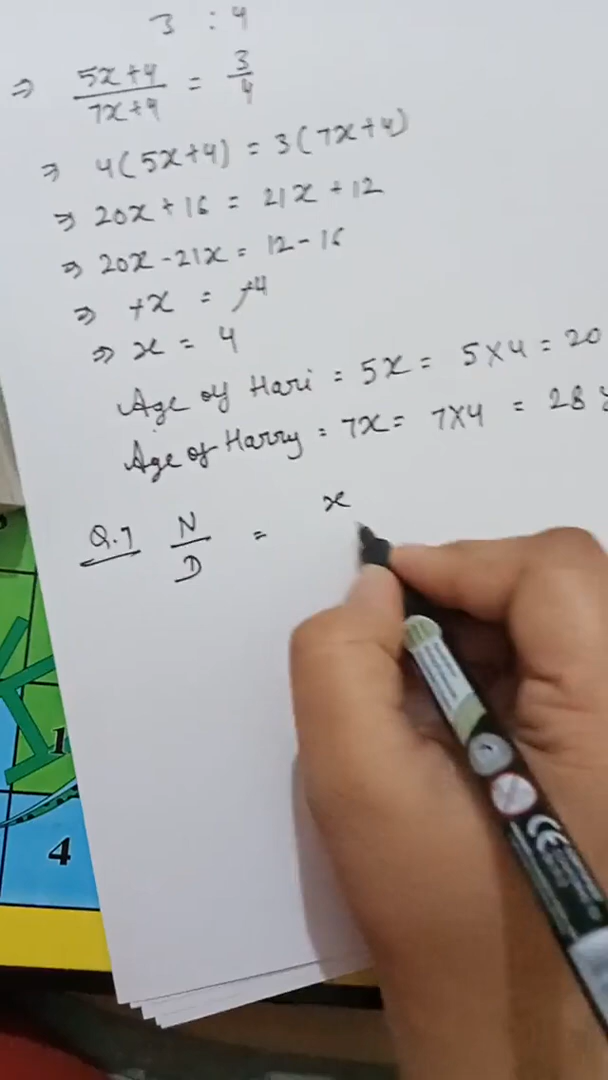 3 : 4
⇒ (5x+4)/(7x+4) = 3/4
⇒ 4(5x+4) = 3(7x+4)
⇒ 20x + 16 = 21x + 12
⇒ 20x - 21x = 12 - 16
⇒ +x = +4
⇒ x = 4
Age of Hari = 5x = 5×4 = 20
Age of Harry = 7x = 7×4 = 28 y
Q.7 N/D = x
1
4
CE